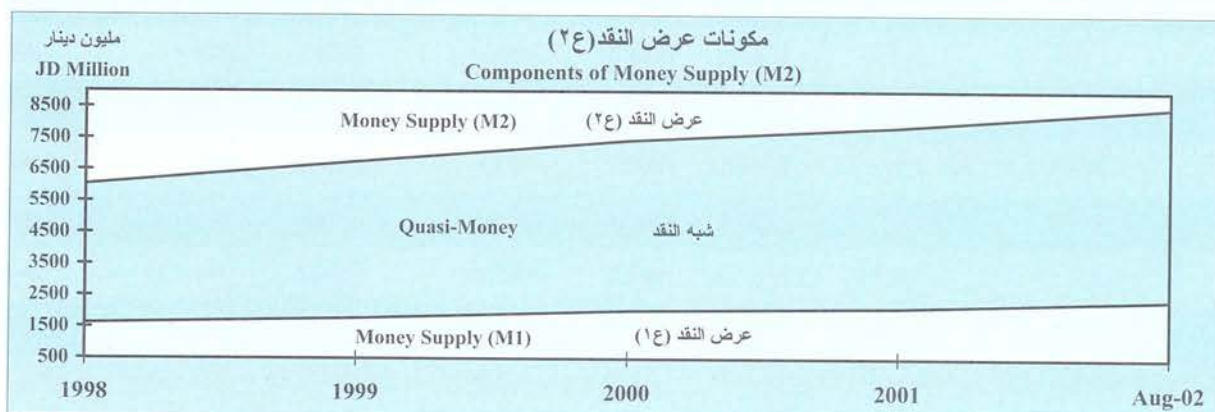 مكونات عرض النقد(ع٢)
مليون دينار
Components of Money Supply (M2)
JD Million
8500
Money Supply (M2) عرض النقد (ع٢)
7500
6500
5500
Quasi-Money شبه النقد
4500
3500
2500
1500
Money Supply (M1) عرض النقد (ع١)
500
1998 1999 2000 2001 Aug-02